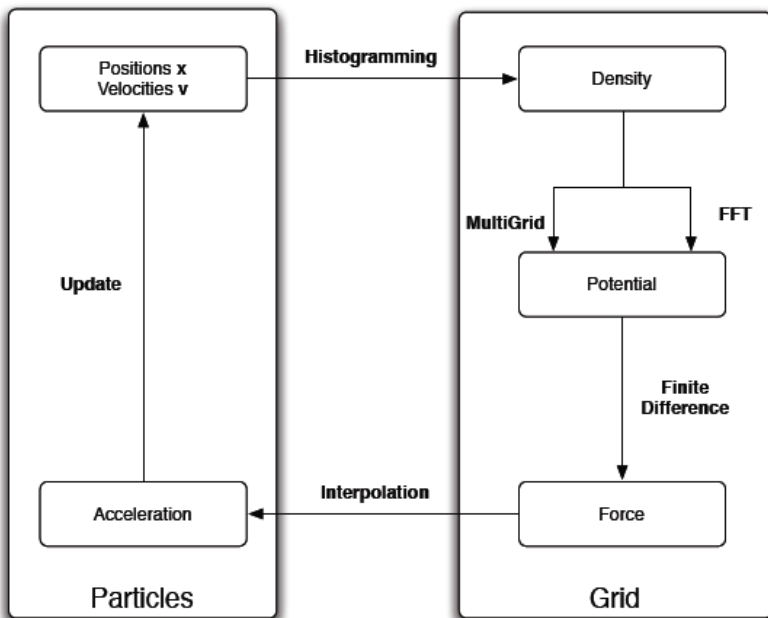 Positions x
Velocities v
Histogramming
Density
MultiGrid
FFT
Update
Potential
Finite
Difference
Acceleration
Interpolation
Force
Particles
Grid